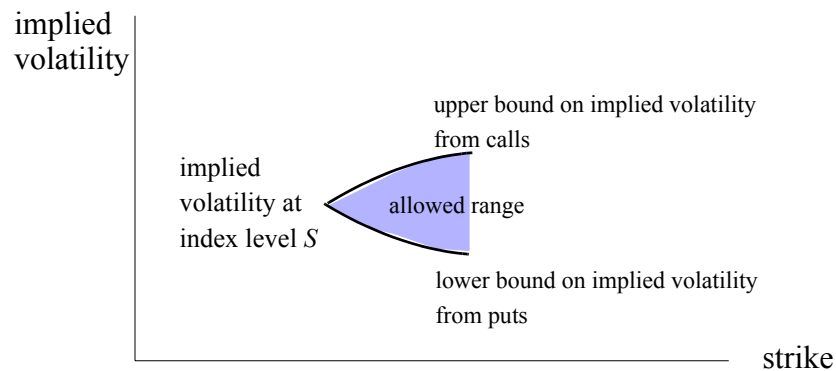 implied
volatility
upper bound on implied volatility
from calls
implied
volatility at
index level S
allowed range
lower bound on implied volatility
from puts
strike